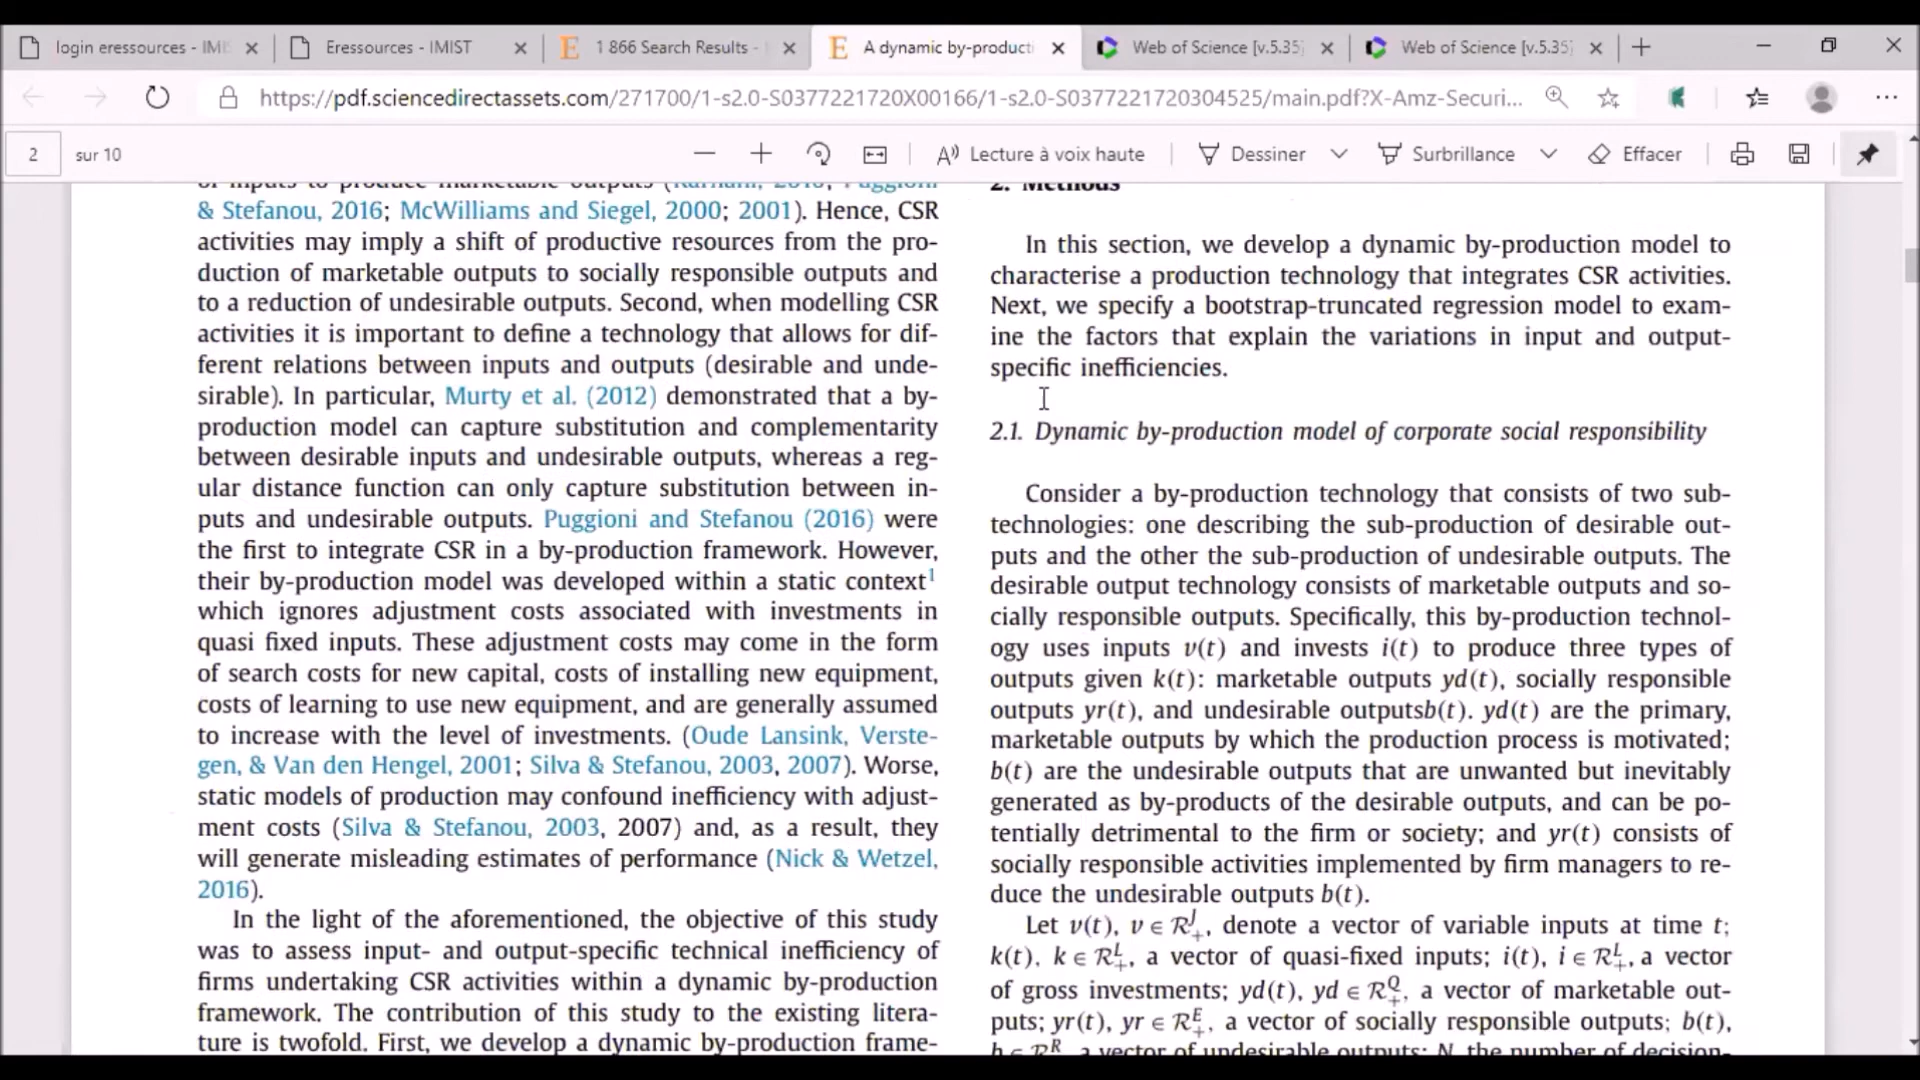 login eressources - IMI
Eressources - IMIST
1 866 Search Results -
A dynamic by-producti
Web of Science [v.5.35]
Web of Science [v.5.35]
https://pdf.sciencedirectassets.com/271700/1-s2.0-S0377221720X00166/1-s2.0-S0377221720304525/main.pdf?X-Amz-Securi...
2 sur 10
Lecture à voix haute
Dessiner
Surbrillance
Effacer
of inputs to produce marketable outputs (Karnani, 2010; Puggioni
& Stefanou, 2016; McWilliams and Siegel, 2000; 2001). Hence, CSR
activities may imply a shift of productive resources from the pro-
duction of marketable outputs to socially responsible outputs and
to a reduction of undesirable outputs. Second, when modelling CSR
activities it is important to define a technology that allows for dif-
ferent relations between inputs and outputs (desirable and unde-
sirable). In particular, Murty et al. (2012) demonstrated that a by-
production model can capture substitution and complementarity
between desirable inputs and undesirable outputs, whereas a reg-
ular distance function can only capture substitution between in-
puts and undesirable outputs. Puggioni and Stefanou (2016) were
the first to integrate CSR in a by-production framework. However,
their by-production model was developed within a static context1
which ignores adjustment costs associated with investments in
quasi fixed inputs. These adjustment costs may come in the form
of search costs for new capital, costs of installing new equipment,
costs of learning to use new equipment, and are generally assumed
to increase with the level of investments. (Oude Lansink, Verste-
gen, & Van den Hengel, 2001; Silva & Stefanou, 2003, 2007). Worse,
static models of production may confound inefficiency with adjust-
ment costs (Silva & Stefanou, 2003, 2007) and, as a result, they
will generate misleading estimates of performance (Nick & Wetzel,
2016).
In the light of the aforementioned, the objective of this study
was to assess input- and output-specific technical inefficiency of
firms undertaking CSR activities within a dynamic by-production
framework. The contribution of this study to the existing litera-
ture is twofold. First, we develop a dynamic by-production frame-
2. Methods
In this section, we develop a dynamic by-production model to
characterise a production technology that integrates CSR activities.
Next, we specify a bootstrap-truncated regression model to exam-
ine the factors that explain the variations in input and output-
specific inefficiencies.
2.1. Dynamic by-production model of corporate social responsibility
Consider a by-production technology that consists of two sub-
technologies: one describing the sub-production of desirable out-
puts and the other the sub-production of undesirable outputs. The
desirable output technology consists of marketable outputs and so-
cially responsible outputs. Specifically, this by-production technol-
ogy uses inputs v(t) and invests i(t) to produce three types of
outputs given k(t): marketable outputs yd(t), socially responsible
outputs yr(t), and undesirable outputsb(t). yd(t) are the primary,
marketable outputs by which the production process is motivated;
b(t) are the undesirable outputs that are unwanted but inevitably
generated as by-products of the desirable outputs, and can be po-
tentially detrimental to the firm or society; and yr(t) consists of
socially responsible activities implemented by firm managers to re-
duce the undesirable outputs b(t).
Let v(t), v ∈ R₊ᴶ, denote a vector of variable inputs at time t;
k(t), k ∈ R₊ᴸ, a vector of quasi-fixed inputs; i(t), i ∈ R₊ᴸ, a vector
of gross investments; yd(t), yd ∈ R₊^Q, a vector of marketable out-
puts; yr(t), yr ∈ R₊ᴱ, a vector of socially responsible outputs; b(t),
b ∈ Rᴿ, a vector of undesirable outputs; N, the number of decision-